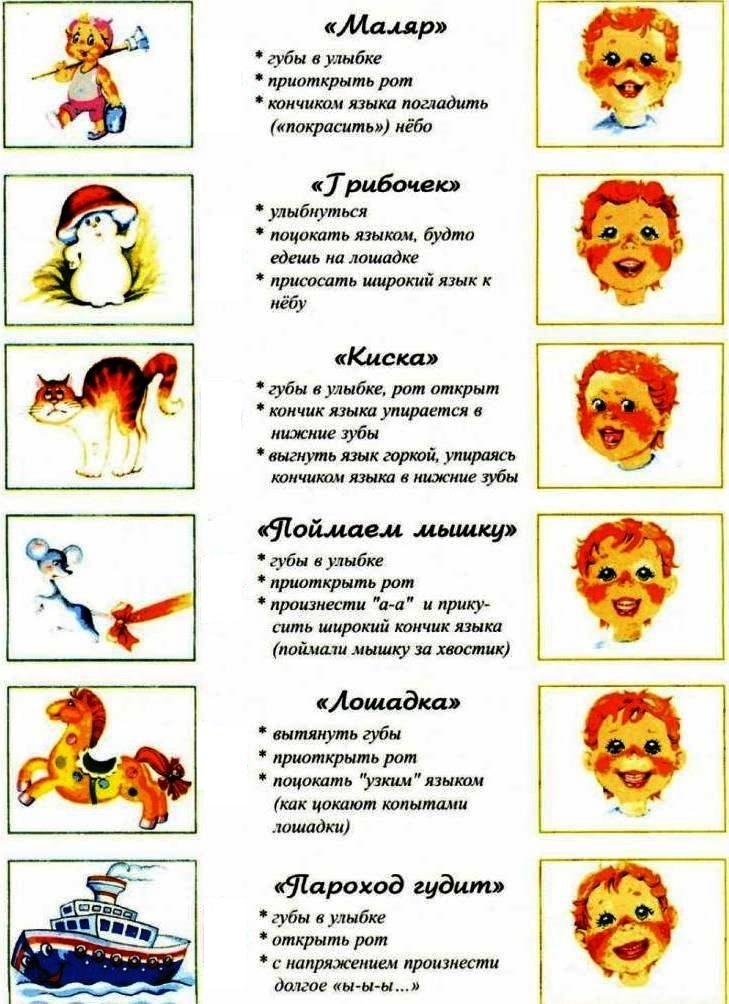 «Маляр»
* губы в улыбке
* приоткрыть рот
* кончиком языка погладить
(«покрасить») нёбо
«Грибочек»
* улыбнуться
* поцокать языком, будто
едешь на лошадке
* присосать широкий язык к
нёбу
«Киска»
* губы в улыбке, рот открыт
* кончик языка упирается в
нижние зубы
* выгнуть язык горкой, упираясь
кончиком языка в нижние зубы
«Поймаем мышку»
* губы в улыбке
* приоткрыть рот
* произнести "а-а" и прику-
сить широкий кончик языка
(поймали мышку за хвостик)
«Лошадка»
* вытянуть губы
* приоткрыть рот
* поцокать "узким" языком
(как цокают копытами
лошадки)
«Пароход гудит»
* губы в улыбке
* открыть рот
* с напряжением произнести
долгое «ы-ы-ы...»